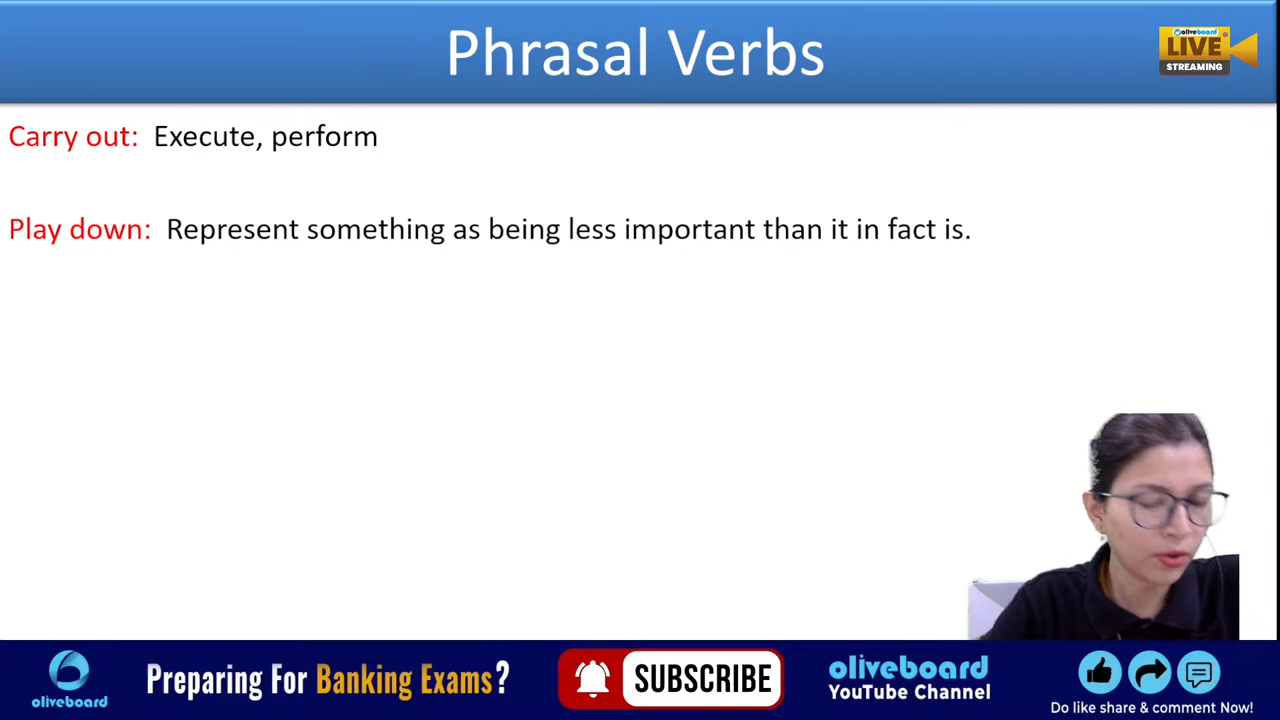 Phrasal Verbs
oliveboard
LIVE
STREAMING
Carry out: Execute, perform
Play down: Represent something as being less important than it in fact is.
oliveboard
Preparing For Banking Exams?
SUBSCRIBE
oliveboard
YouTube Channel
Do like share & comment Now!